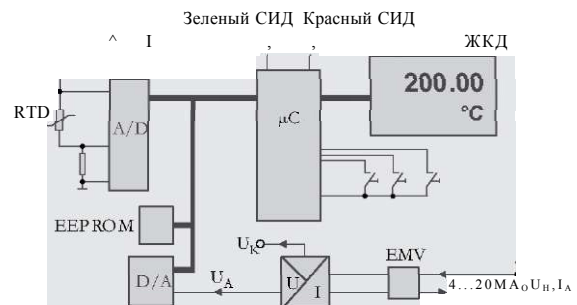 Зеленый СИД Красный СИД
^ I , , ЖКД
200.00
°C
RTD
A/D
µC
EEPROM
D/A
U_A
U_K
U
I
EMV
4...20MA_O U_H, I_A